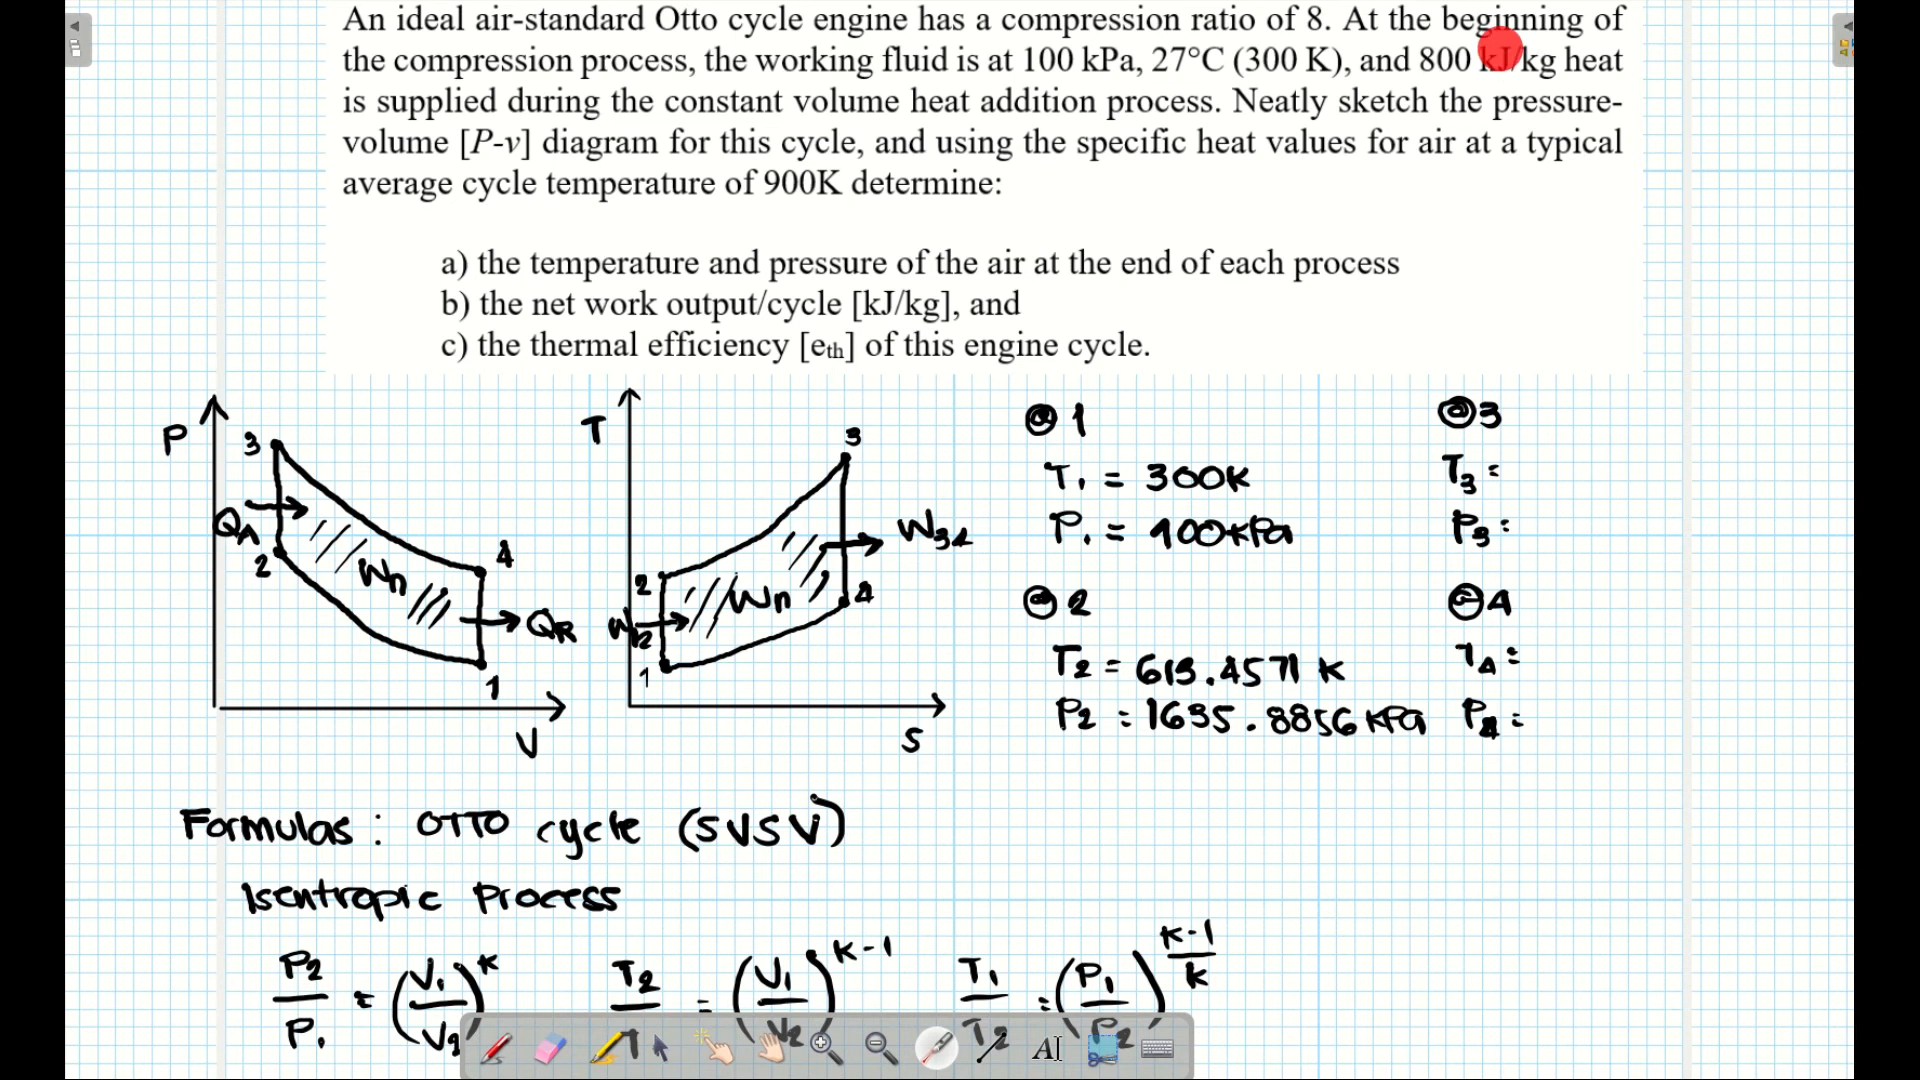 An ideal air-standard Otto cycle engine has a compression ratio of 8. At the beginning of
the compression process, the working fluid is at 100 kPa, 27°C (300 K), and 800 kJ/kg heat
is supplied during the constant volume heat addition process. Neatly sketch the pressure-
volume [P-v] diagram for this cycle, and using the specific heat values for air at a typical
average cycle temperature of 900K determine:
a) the temperature and pressure of the air at the end of each process
b) the net work output/cycle [kJ/kg], and
c) the thermal efficiency [eth] of this engine cycle.
P
3
QA
2
Wn
4
QR
1
V
T
3
W34
2
Wn
4
W12
1
S
@ 1
T1 = 300K
P1 = 100kPa
@ 2
T2 = 613.4571 K
P2 = 1635.8856 kPa
@ 3
T3 =
P3 =
@ 4
T4 =
P4 =
Formulas: OTTO cycle (SVSV)
Isentropic Process
P2/P1 = (V1/V2)^k
T2/T1 = (V1/V2)^k-1
T1/T2 = (P1/P2)^k-1/k
A